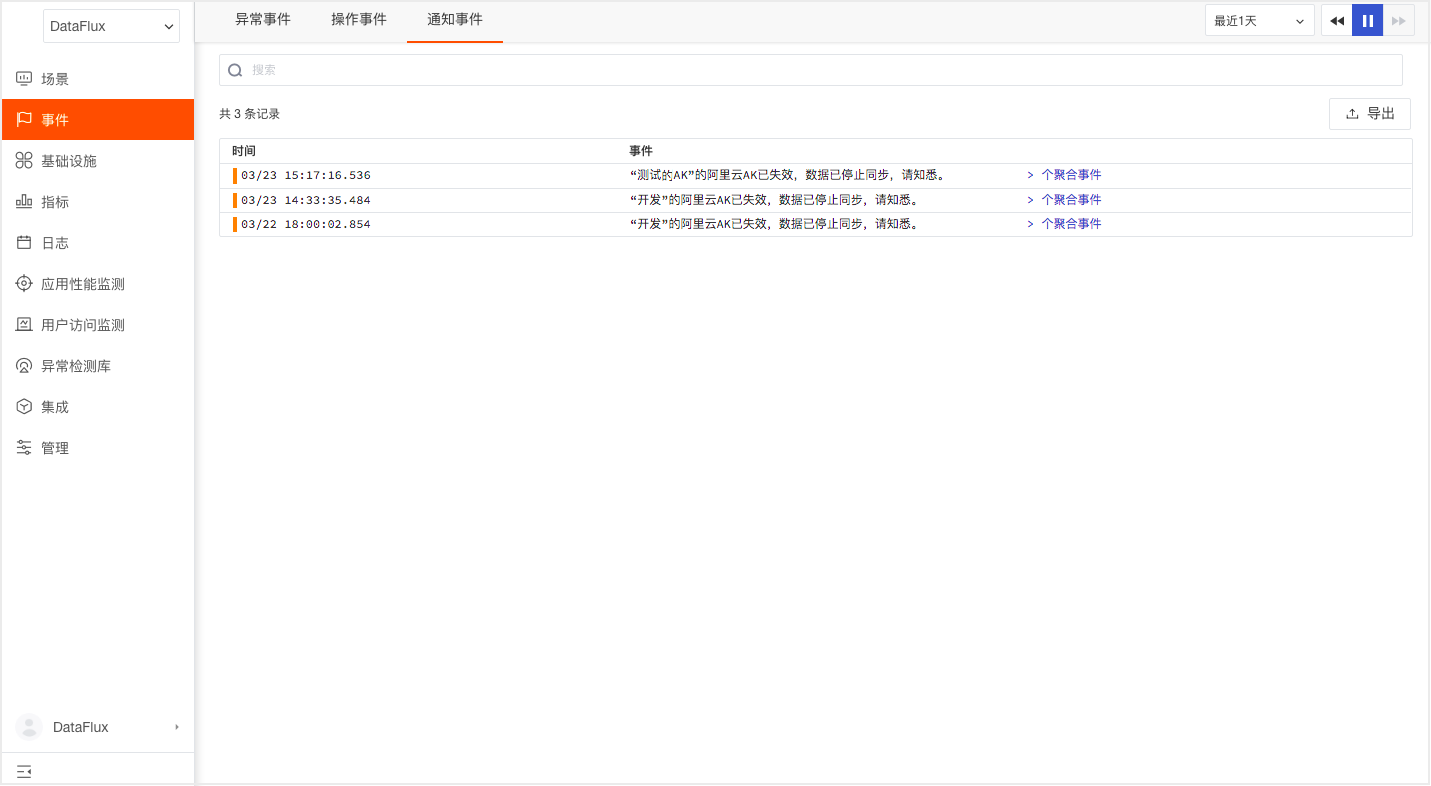 DataFlux
异常事件 操作事件 通知事件
最近1天
场景
事件
基础设施
指标
日志
应用性能监测
用户访问监测
异常检测库
集成
管理
DataFlux
搜索
共 3 条记录
导出
时间 事件
03/23 15:17:16.536 “测试的AK”的阿里云AK已失效，数据已停止同步，请知悉。 > 个聚合事件
03/23 14:33:35.484 “开发”的阿里云AK已失效，数据已停止同步，请知悉。 > 个聚合事件
03/22 18:00:02.854 “开发”的阿里云AK已失效，数据已停止同步，请知悉。 > 个聚合事件